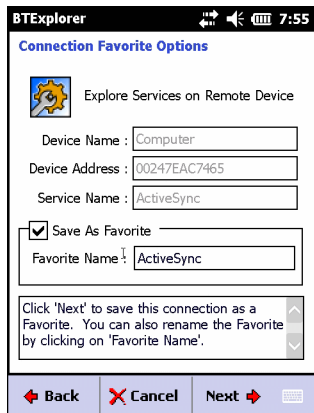 BTExplorer 7:55
Connection Favorite Options
Explore Services on Remote Device
Device Name : Computer
Device Address : 00247EAC7465
Service Name : ActiveSync
Save As Favorite
Favorite Name : ActiveSync
Click 'Next' to save this connection as a
Favorite.  You can also rename the Favorite
by clicking on 'Favorite Name'.
Back Cancel Next